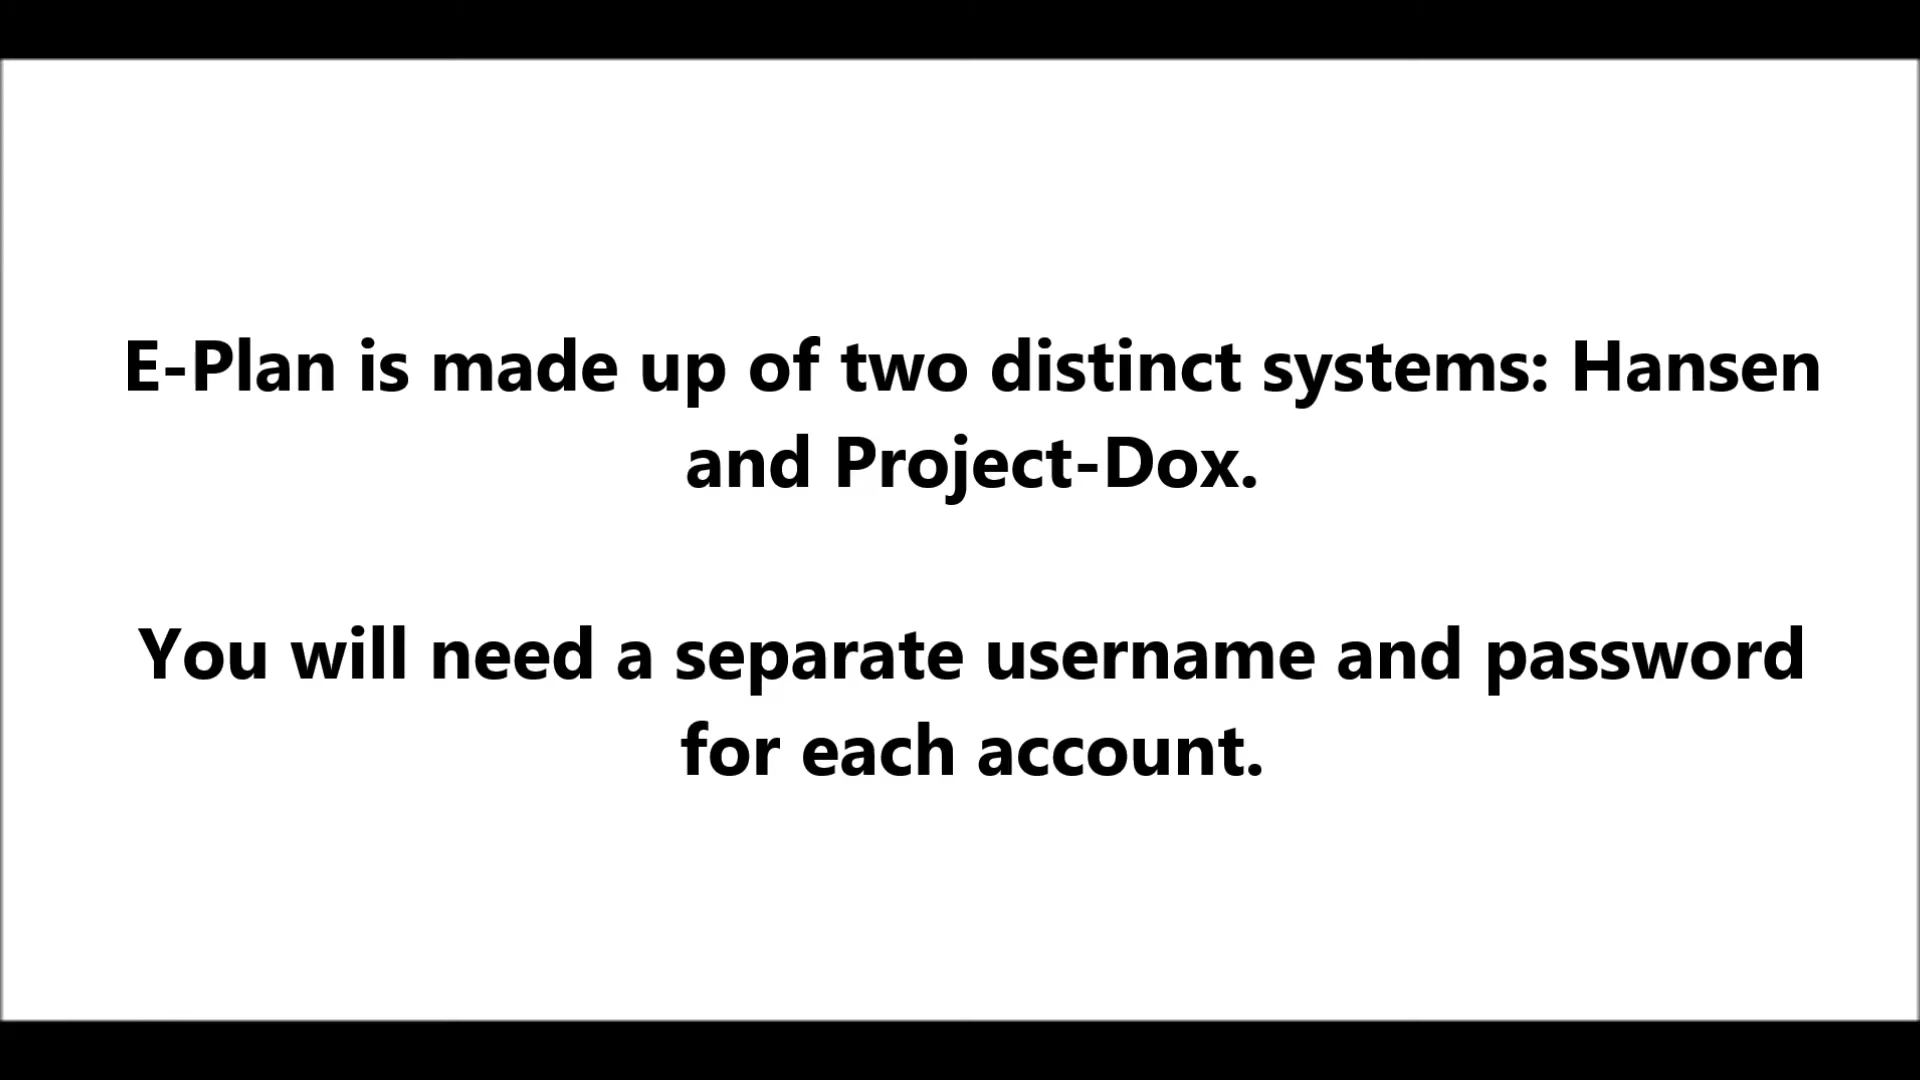 E-Plan is made up of two distinct systems: Hansen
and Project-Dox.
You will need a separate username and password
for each account.